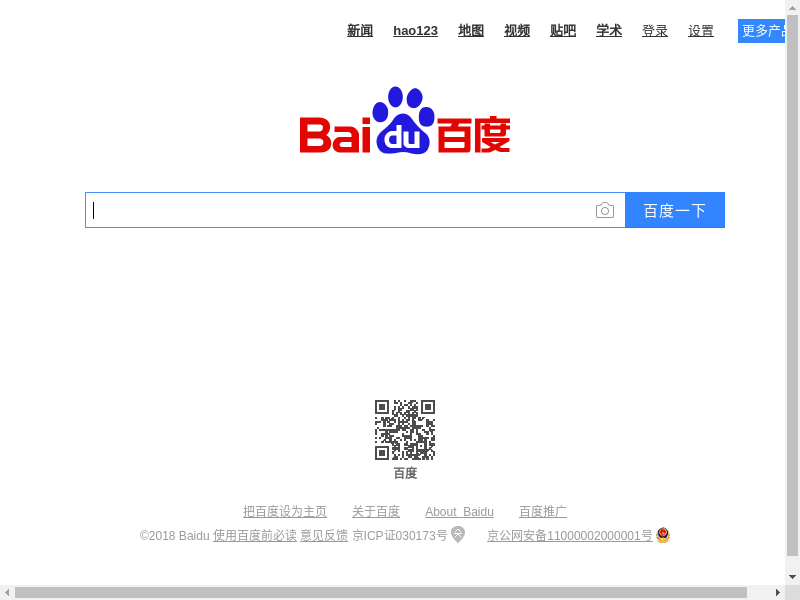 新闻 hao123 地图 视频 贴吧 学术 登录 设置 更多产品
Bai du 百度
百度一下
百度
把百度设为主页 关于百度 About Baidu 百度推广
©2018 Baidu 使用百度前必读 意见反馈 京ICP证030173号 京公网安备11000002000001号